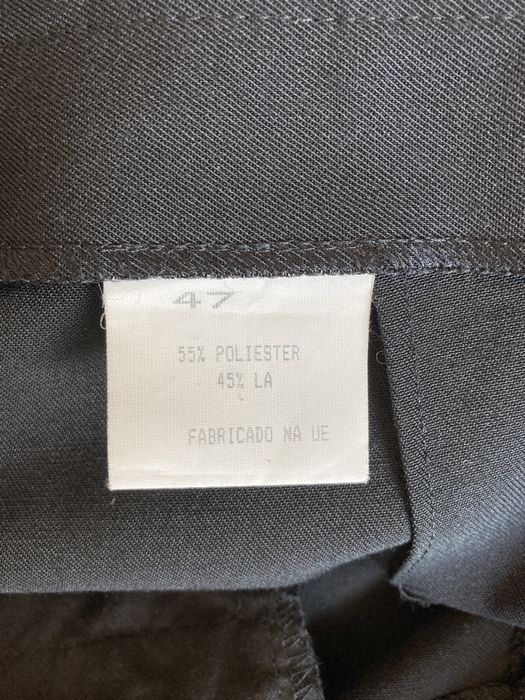 47
55% POLIESTER
45% LA
FABRICADO NA UE